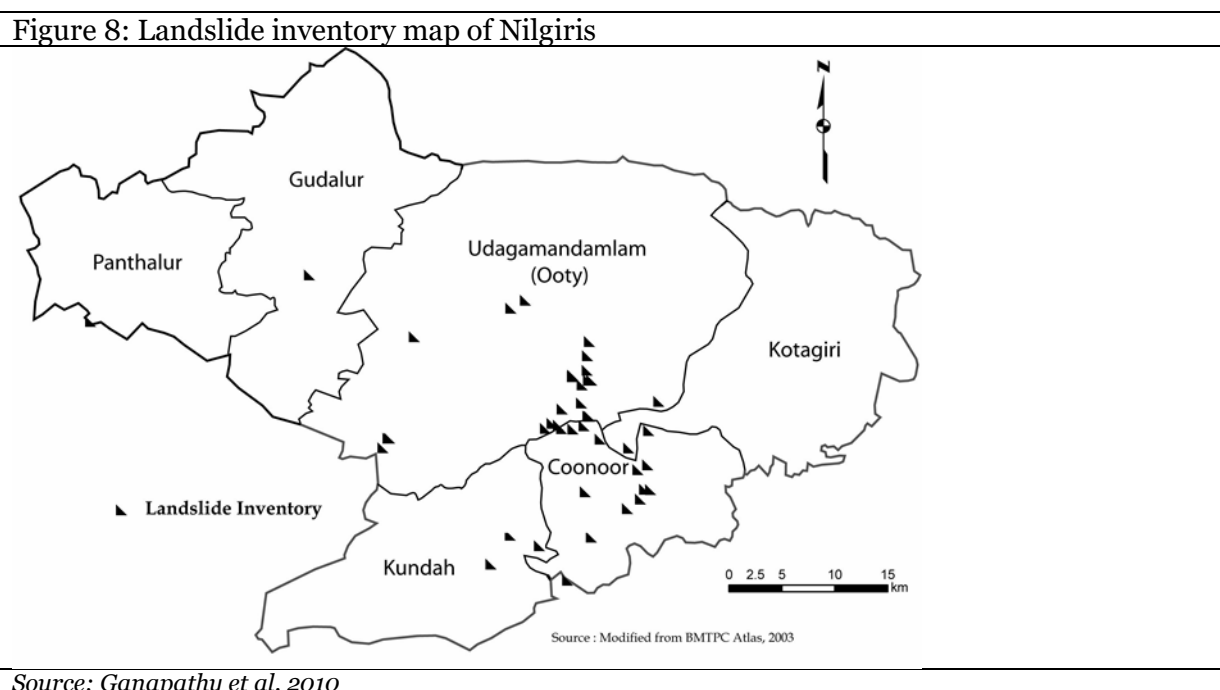 Figure 8: Landslide inventory map of Nilgiris
N
Gudalur
Udagamandamlam
(Ooty)
Panthalur
Kotagiri
Coonoor
Landslide Inventory
Kundah
0 2.5 5 10 15
km
Source : Modified from BMTPC Atlas, 2003
Source: Ganapathy et al, 2010